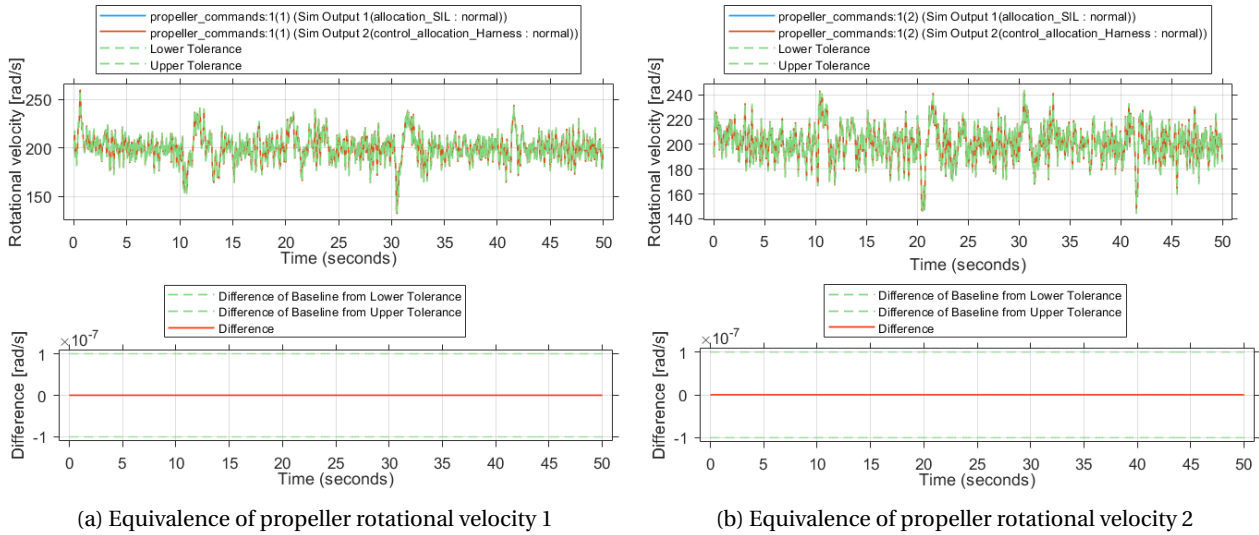 propeller_commands:1(1) (Sim Output 1(allocation_SIL : normal))
propeller_commands:1(1) (Sim Output 2(control_allocation_Harness : normal))
Lower Tolerance
Upper Tolerance
Rotational velocity [rad/s]
250
200
150
0 5 10 15 20 25 30 35 40 45 50
Time (seconds)
Difference of Baseline from Lower Tolerance
Difference of Baseline from Upper Tolerance
Difference
×10-7
Difference [rad/s]
1
0
-1
0 5 10 15 20 25 30 35 40 45 50
Time (seconds)
(a) Equivalence of propeller rotational velocity 1
propeller_commands:1(2) (Sim Output 1(allocation_SIL : normal))
propeller_commands:1(2) (Sim Output 2(control_allocation_Harness : normal))
Lower Tolerance
Upper Tolerance
Rotational velocity [rad/s]
240
220
200
180
160
140
0 5 10 15 20 25 30 35 40 45 50
Time (seconds)
Difference of Baseline from Lower Tolerance
Difference of Baseline from Upper Tolerance
Difference
×10-7
Difference [rad/s]
1
0
-1
0 5 10 15 20 25 30 35 40 45 50
Time (seconds)
(b) Equivalence of propeller rotational velocity 2